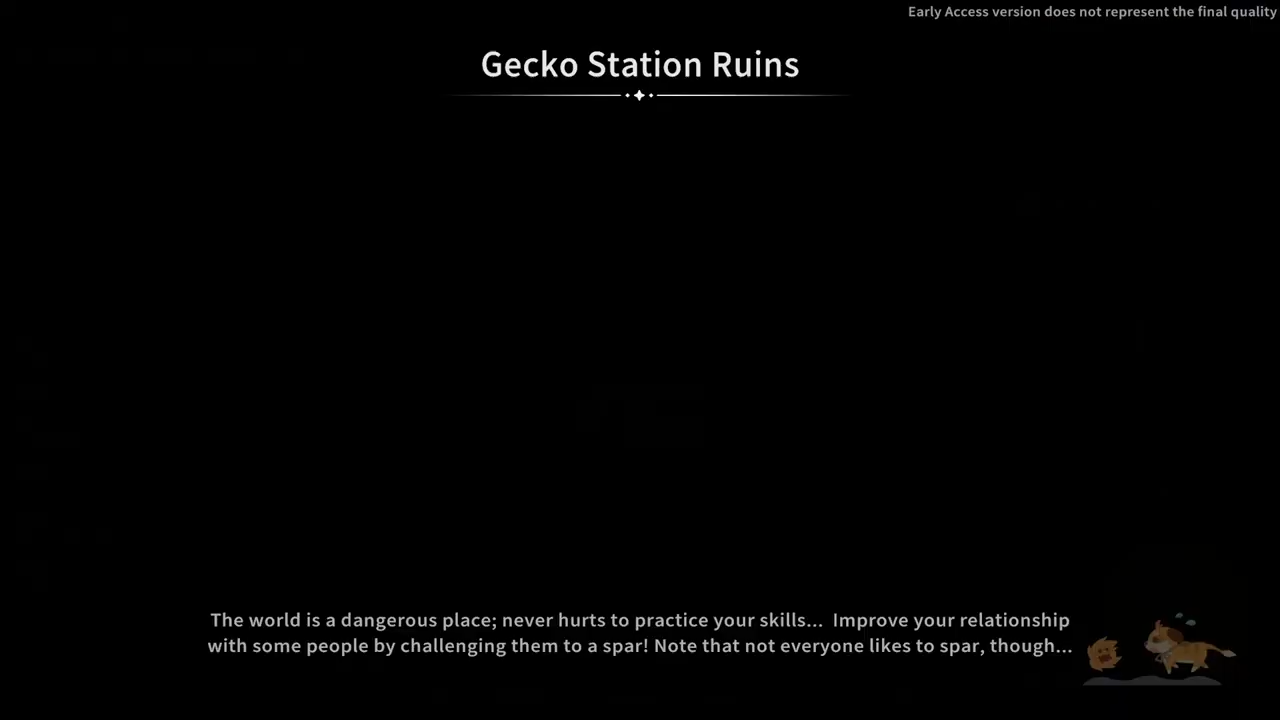 Early Access version does not represent the final quality
Gecko Station Ruins
The world is a dangerous place; never hurts to practice your skills...  Improve your relationship
with some people by challenging them to a spar! Note that not everyone likes to spar, though...